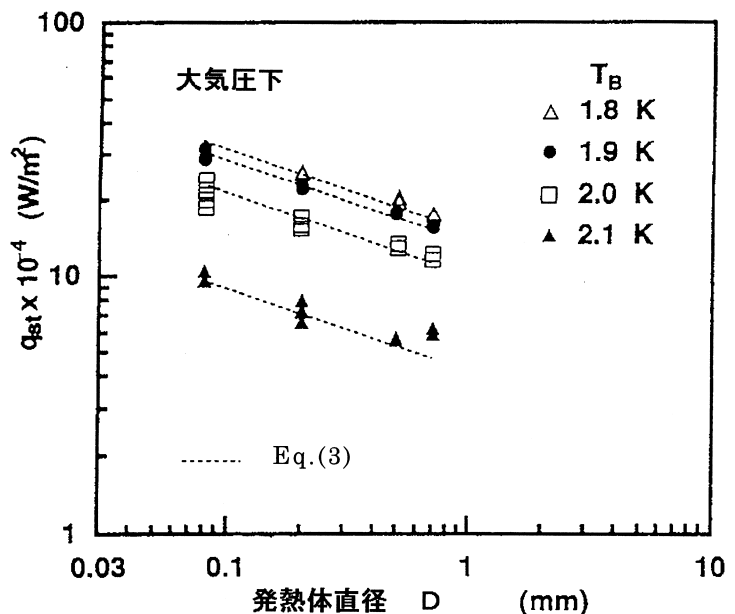 100
大気圧下
T_B
△ 1.8 K
● 1.9 K
□ 2.0 K
▲ 2.1 K
q_st x 10^-4 (W/m^2)
10
Eq.(3)
1
0.03 0.1 1 10
発熱体直径 D (mm)